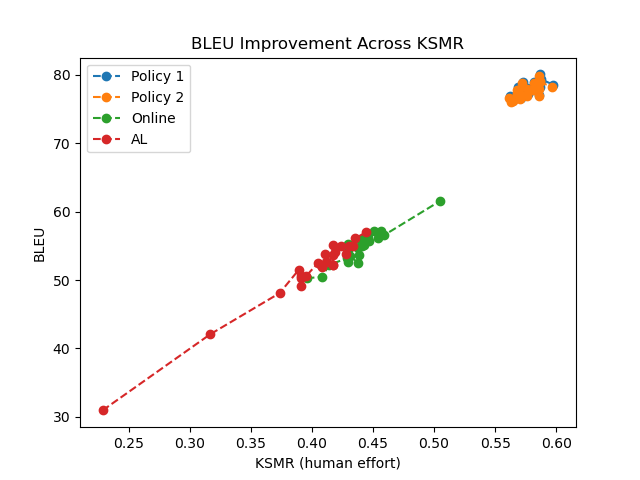 BLEU Improvement Across KSMR
Policy 1
Policy 2
Online
AL
BLEU
80
70
60
50
40
30
0.25 0.30 0.35 0.40 0.45 0.50 0.55 0.60
KSMR (human effort)